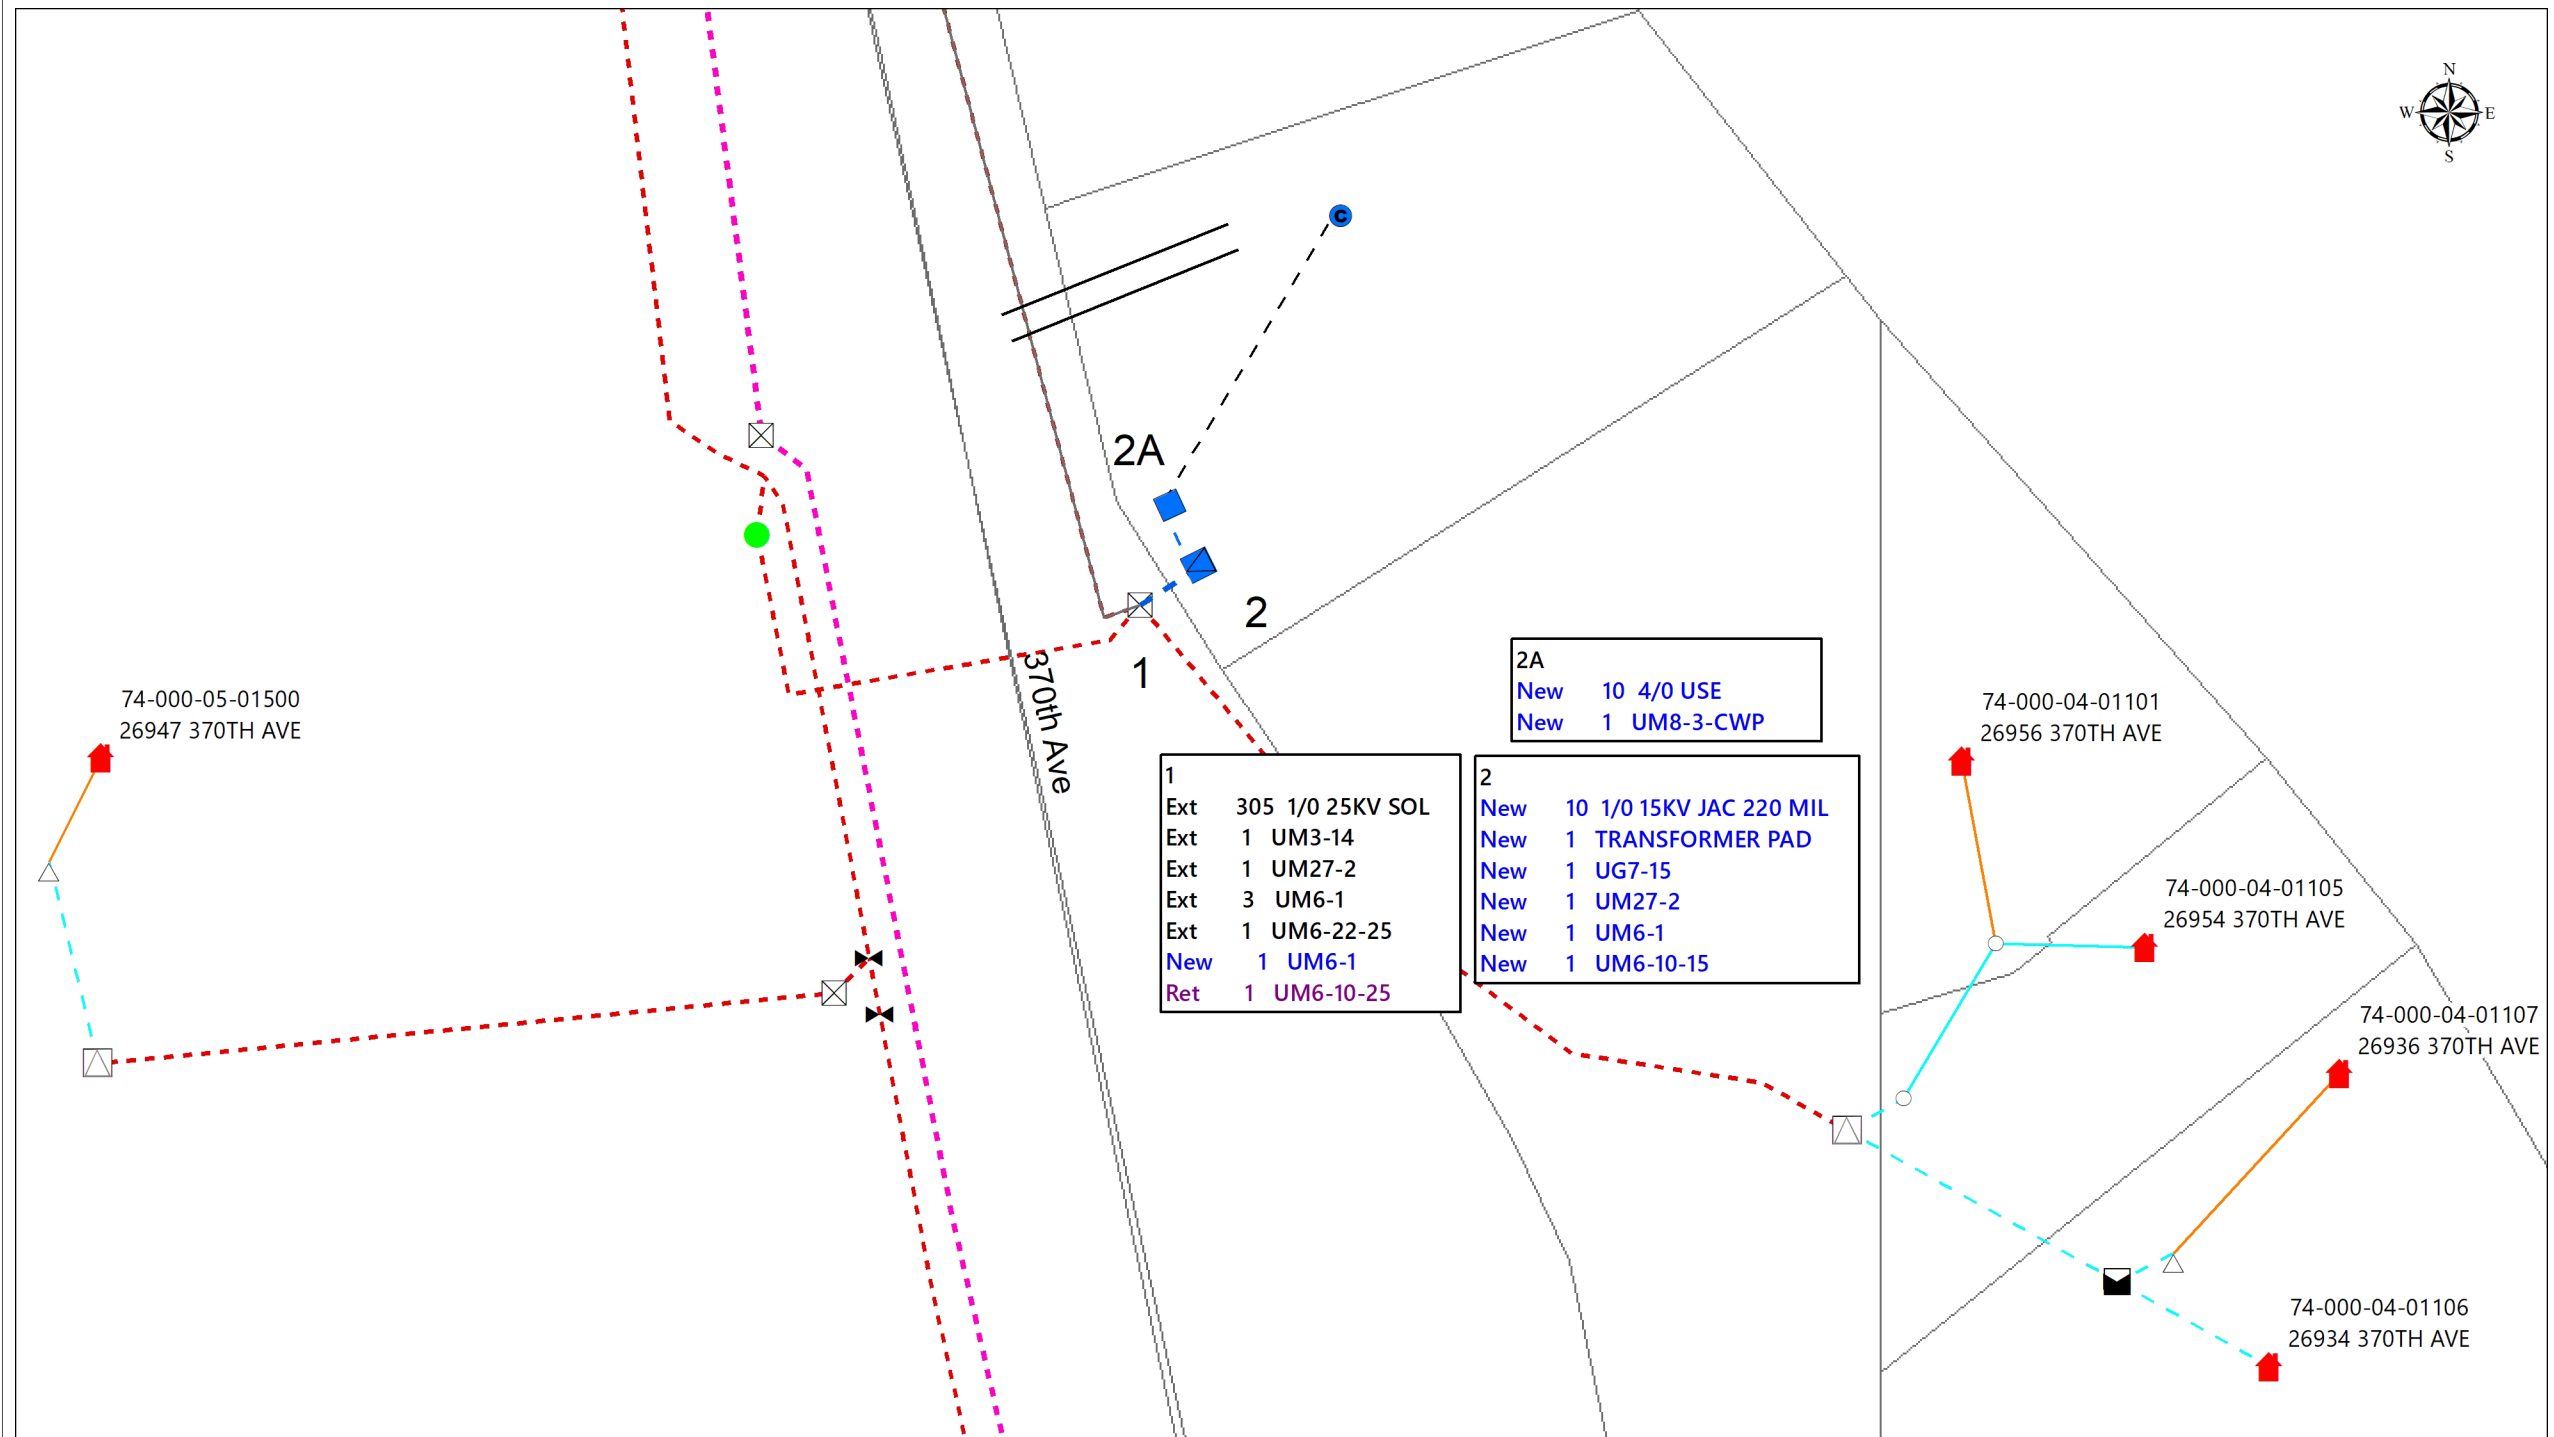 N
W E
S
C
2A
2
1
370th Ave
74-000-05-01500
26947 370TH AVE
2A
New 10 4/0 USE
New 1 UM8-3-CWP
1
Ext 305 1/0 25KV SOL
Ext 1 UM3-14
Ext 1 UM27-2
Ext 3 UM6-1
Ext 1 UM6-22-25
New 1 UM6-1
Ret 1 UM6-10-25
2
New 10 1/0 15KV JAC 220 MIL
New 1 TRANSFORMER PAD
New 1 UG7-15
New 1 UM27-2
New 1 UM6-1
New 1 UM6-10-15
74-000-04-01101
26956 370TH AVE
74-000-04-01105
26954 370TH AVE
74-000-04-01107
26936 370TH AVE
74-000-04-01106
26934 370TH AVE